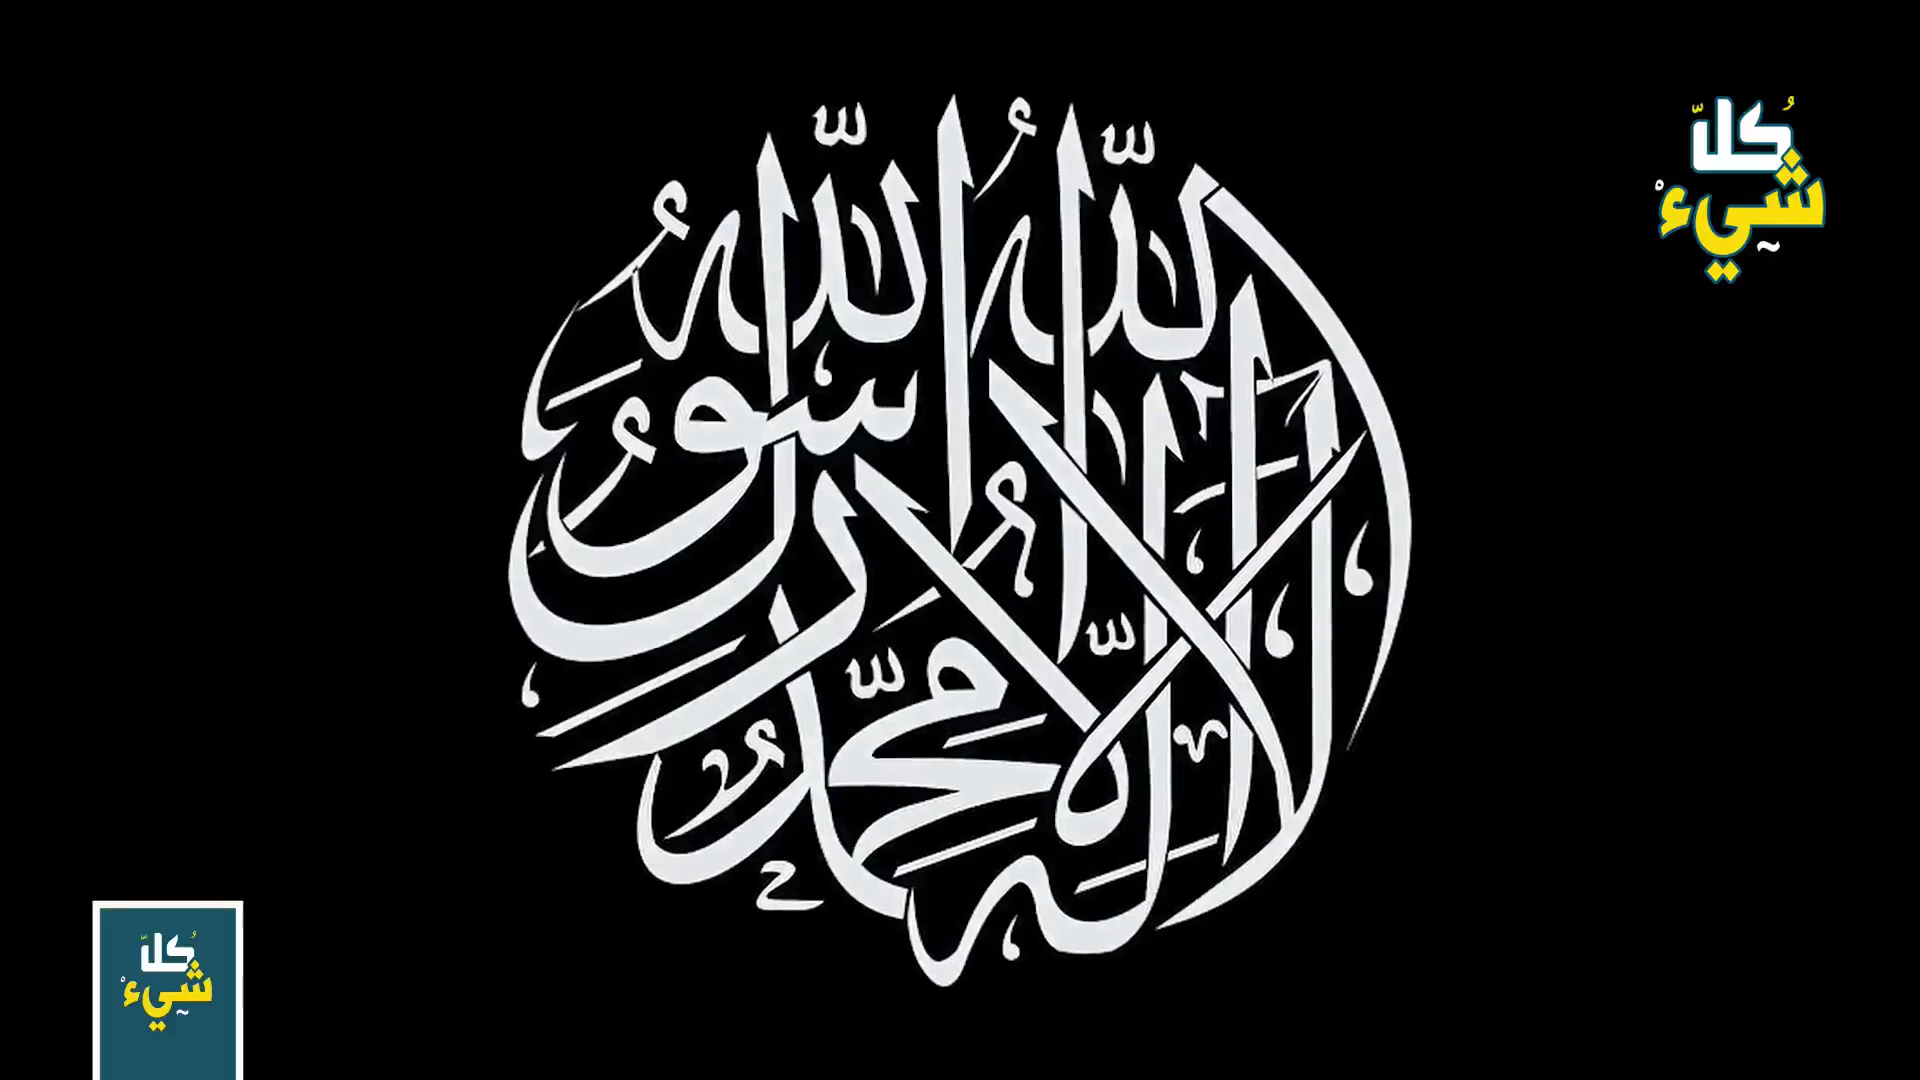 لا إله إلا الله محمد رسول الله
كلّ
شيء
كلّ
شيء